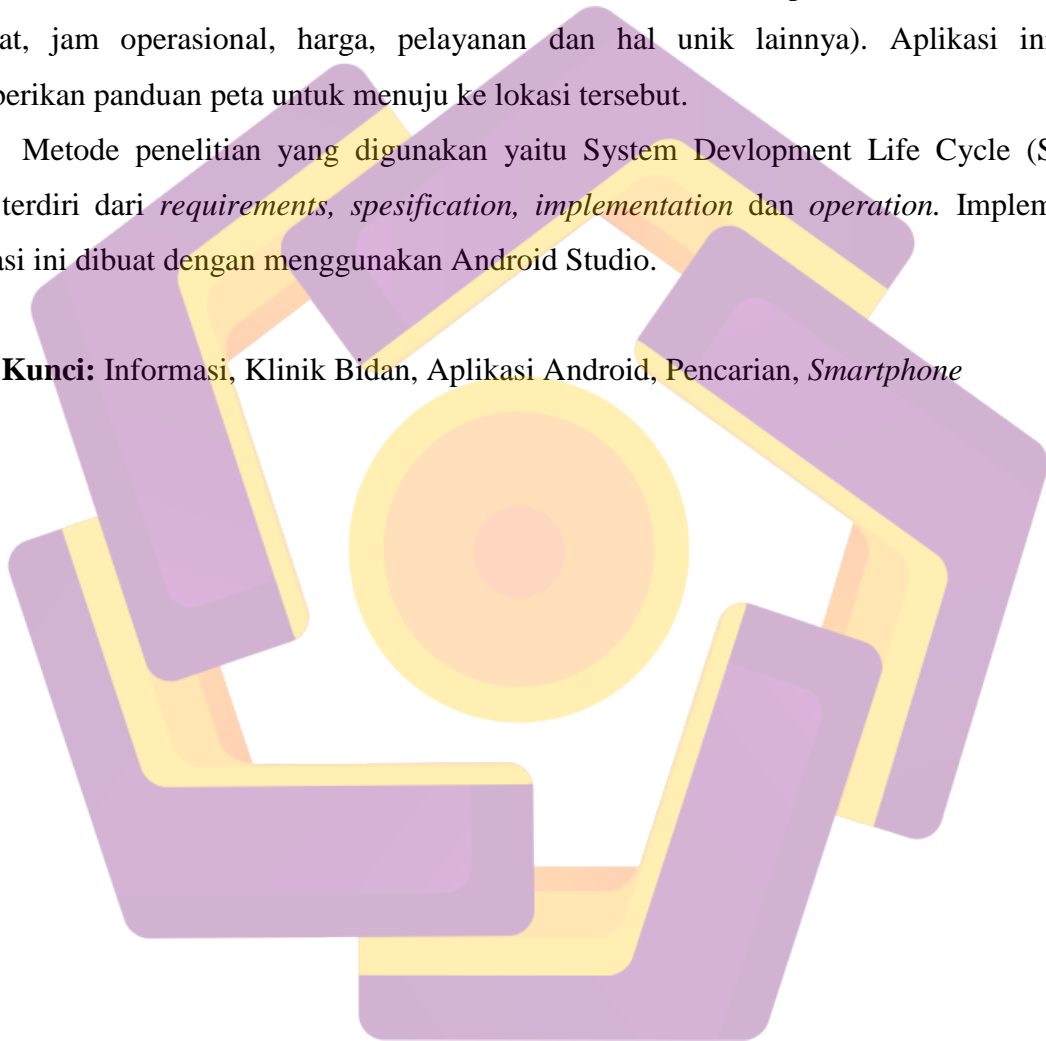 at, jam operasional, harga, pelayanan dan hal unik lainnya). Aplikasi ini
berikan panduan peta untuk menuju ke lokasi tersebut.
Metode penelitian yang digunakan yaitu System Devlopment Life Cycle (S
terdiri dari requirements, spesification, implementation dan operation. Implem
asi ini dibuat dengan menggunakan Android Studio.
Kunci: Informasi, Klinik Bidan, Aplikasi Android, Pencarian, Smartphone